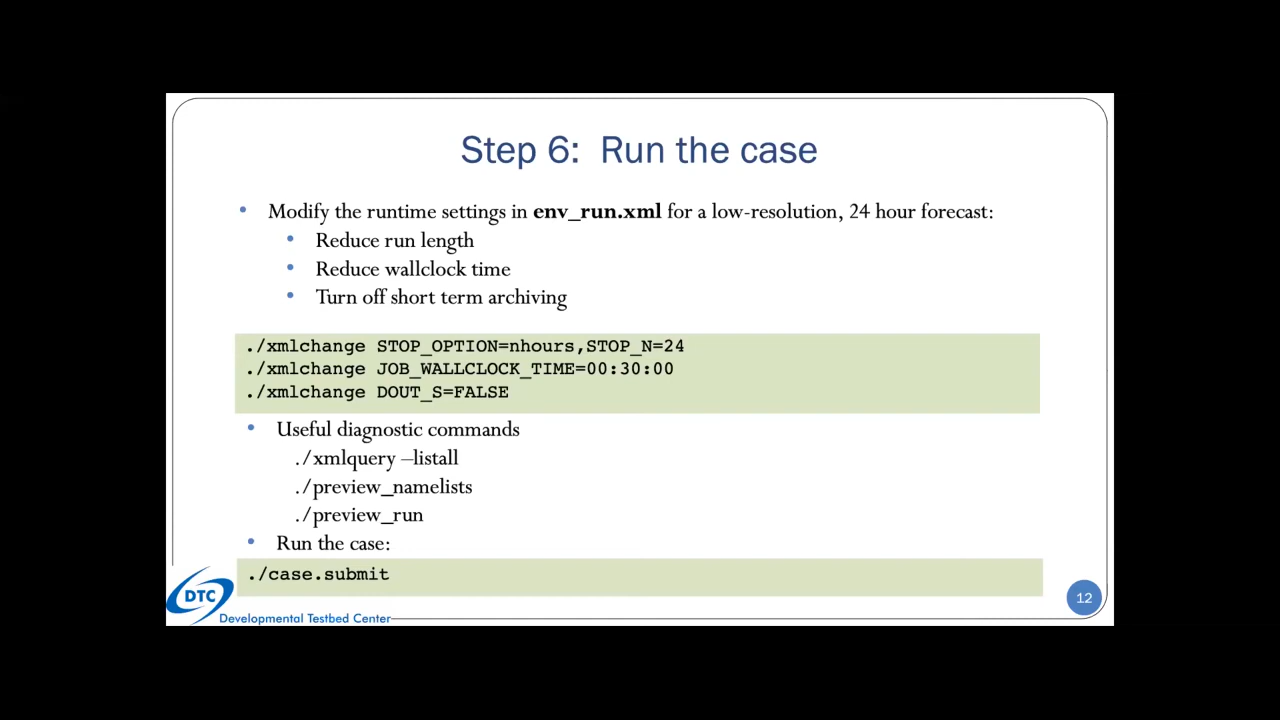 Step 6: Run the case
• Modify the runtime settings in env_run.xml for a low-resolution, 24 hour forecast:
• Reduce run length
• Reduce wallclock time
• Turn off short term archiving
./xmlchange STOP_OPTION=nhours,STOP_N=24
./xmlchange JOB_WALLCLOCK_TIME=00:30:00
./xmlchange DOUT_S=FALSE
• Useful diagnostic commands
./xmlquery –listall
./preview_namelists
./preview_run
• Run the case:
./case.submit
DTC
Developmental Testbed Center
12